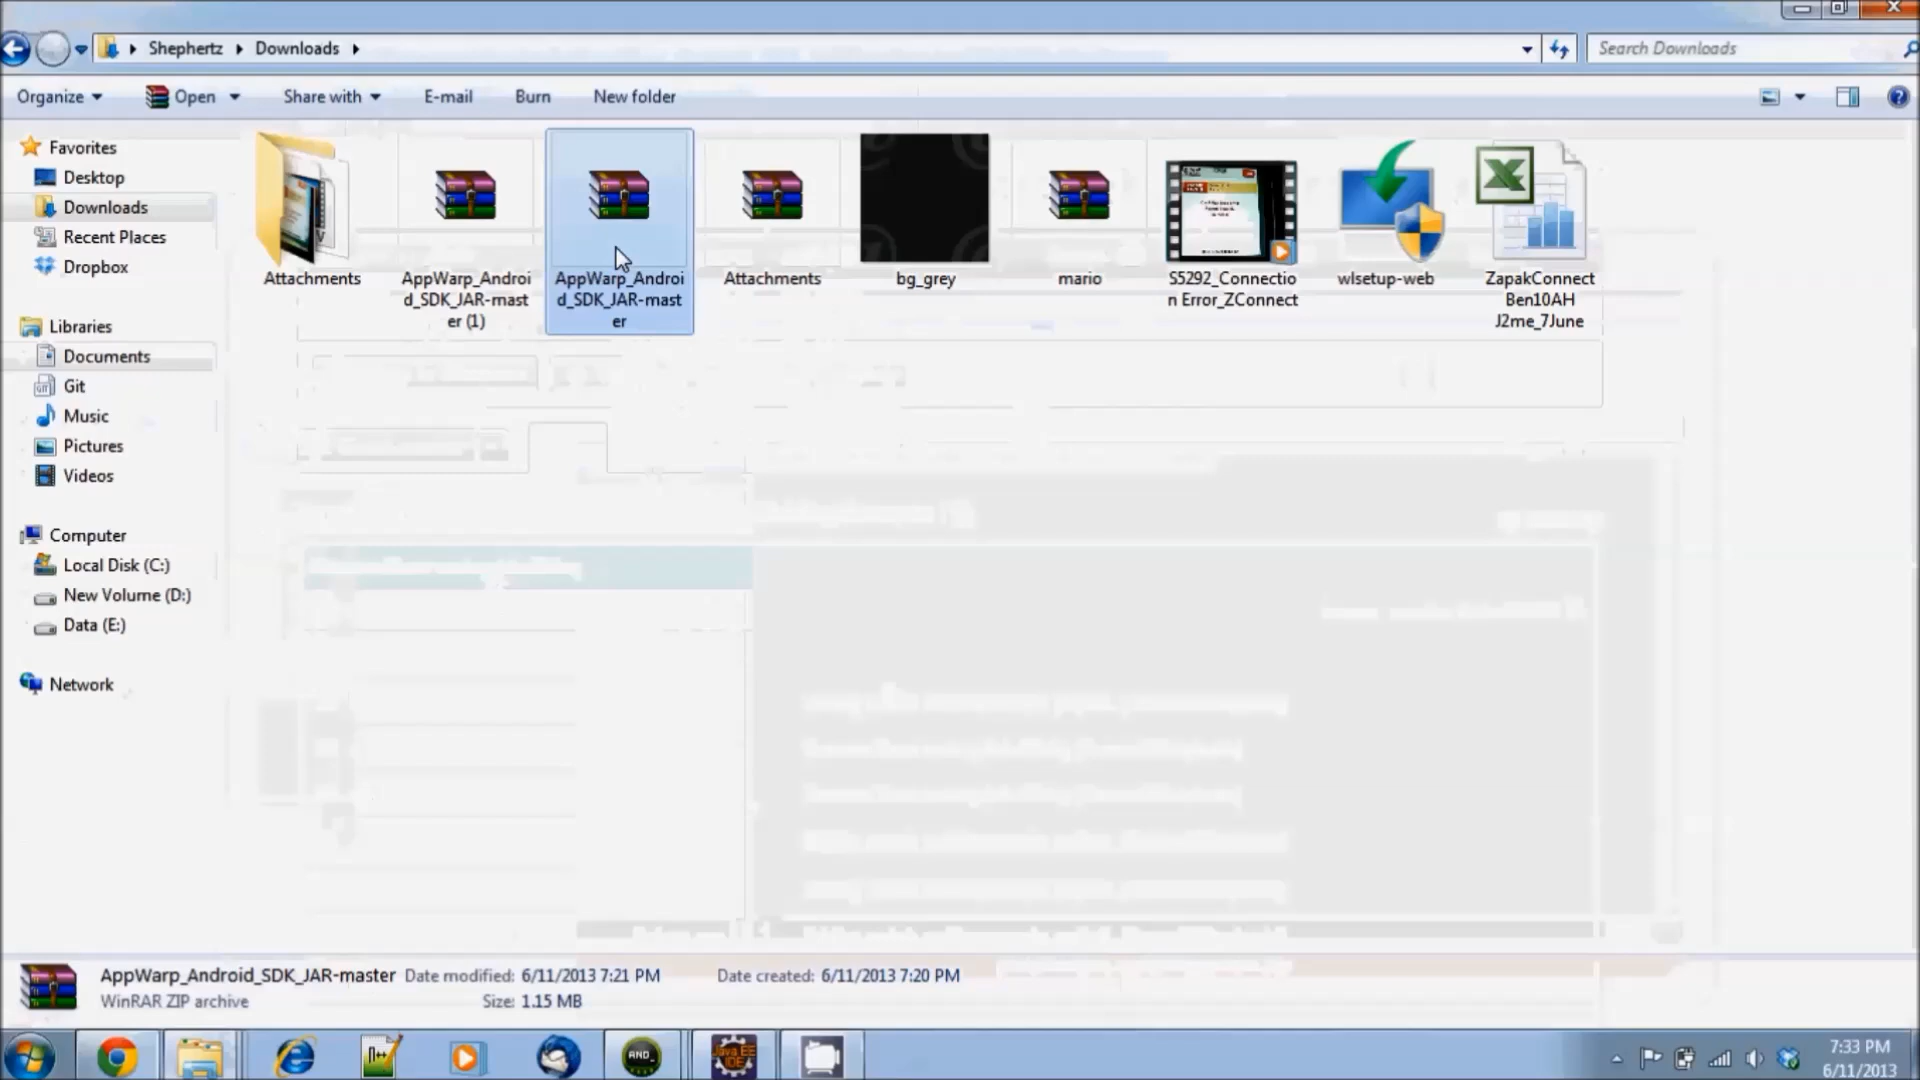 Shephertz Downloads
Search Downloads
Organize Open Share with E-mail Burn New folder
Favorites
Desktop
Downloads
Recent Places
Dropbox
Libraries
Documents
Git
Music
Pictures
Videos
Computer
Local Disk (C:)
New Volume (D:)
Data (E:)
Network
Attachments
AppWarp_Androi
d_SDK_JAR-mast
er (1)
AppWarp_Androi
d_SDK_JAR-mast
er
Attachments
bg_grey
mario
S5292_Connectio
n Error_ZConnect
wlsetup-web
ZapakConnect
Ben10AH
J2me_7June
AppWarp_Android_SDK_JAR-master Date modified: 6/11/2013 7:21 PM Date created: 6/11/2013 7:20 PM
WinRAR ZIP archive Size: 1.15 MB
AND_
Java EE
IDE
7:33 PM
6/11/2013